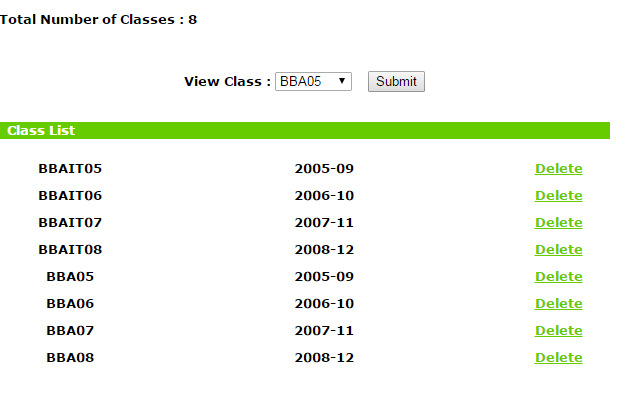 Total Number of Classes : 8
View Class : BBA05 Submit
Class List
BBAIT05 2005-09 Delete
BBAIT06 2006-10 Delete
BBAIT07 2007-11 Delete
BBAIT08 2008-12 Delete
BBA05 2005-09 Delete
BBA06 2006-10 Delete
BBA07 2007-11 Delete
BBA08 2008-12 Delete